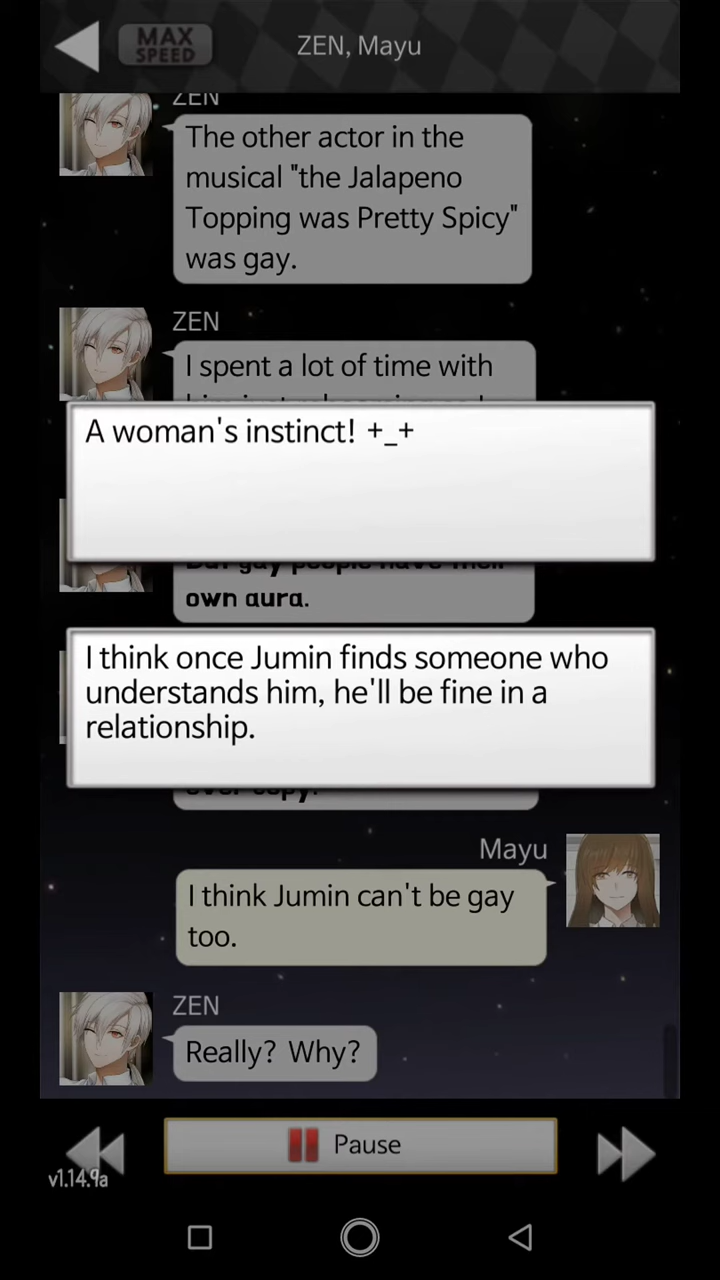 MAX
SPEED
ZEN, Mayu
ZEN
The other actor in the
musical "the Jalapeno
Topping was Pretty Spicy"
was gay.
ZEN
I spent a lot of time with
A woman's instinct! +_+
own aura.
I think once Jumin finds someone who
understands him, he'll be fine in a
relationship.
Mayu
I think Jumin can't be gay
too.
ZEN
Really? Why?
Pause
v1.14.9a